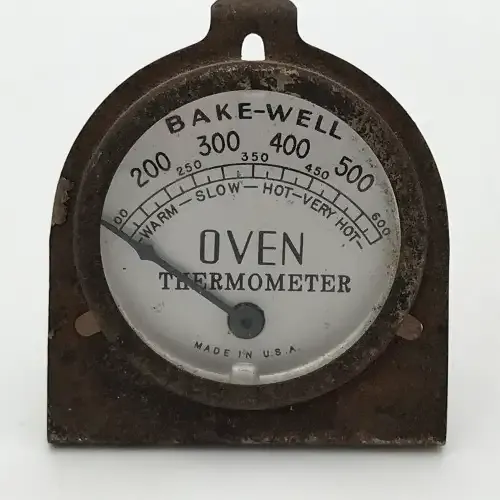 BAKE-WELL
200 300 400 500
00 250 350 450 600
WARM - SLOW - HOT - VERY HOT -
OVEN
THERMOMETER
MADE IN U.S.A.